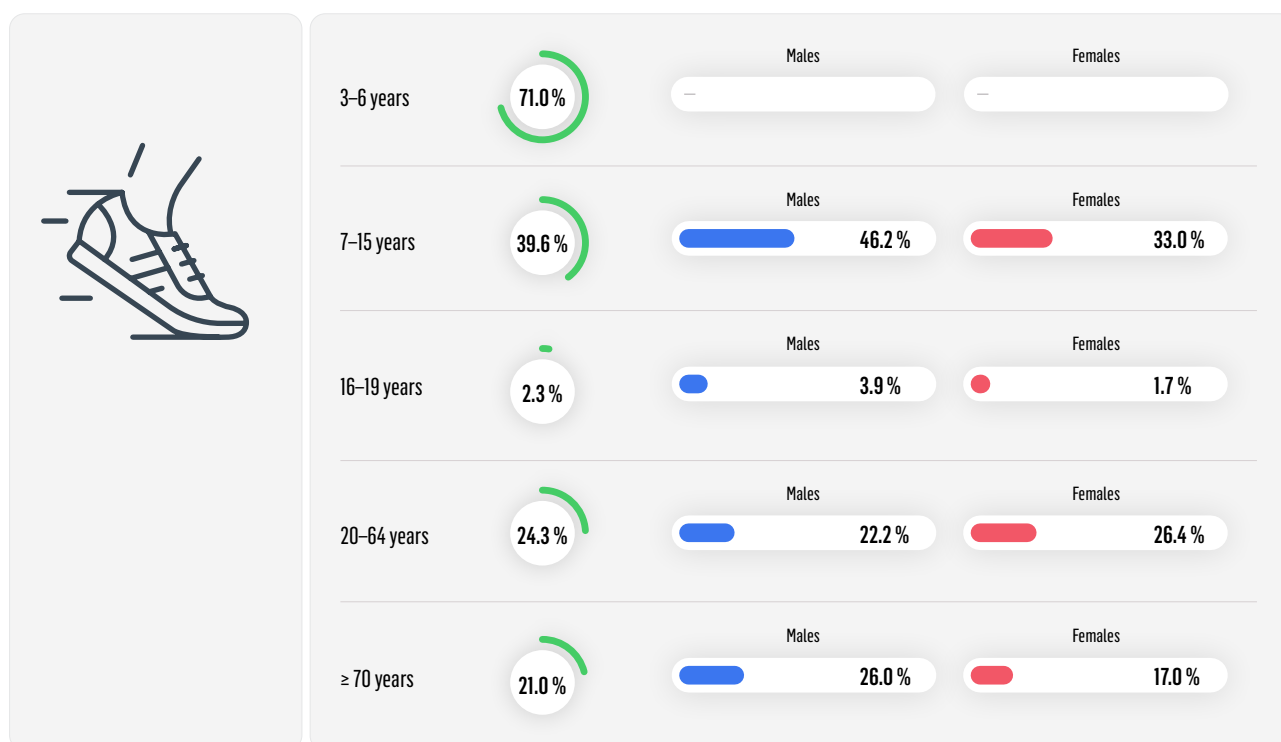 Males Females
3–6 years 71.0 % — —
Males Females
7–15 years 39.6 % 46.2 % 33.0 %
Males Females
16–19 years 2.3 % 3.9 % 1.7 %
Males Females
20–64 years 24.3 % 22.2 % 26.4 %
Males Females
≥ 70 years 21.0 % 26.0 % 17.0 %